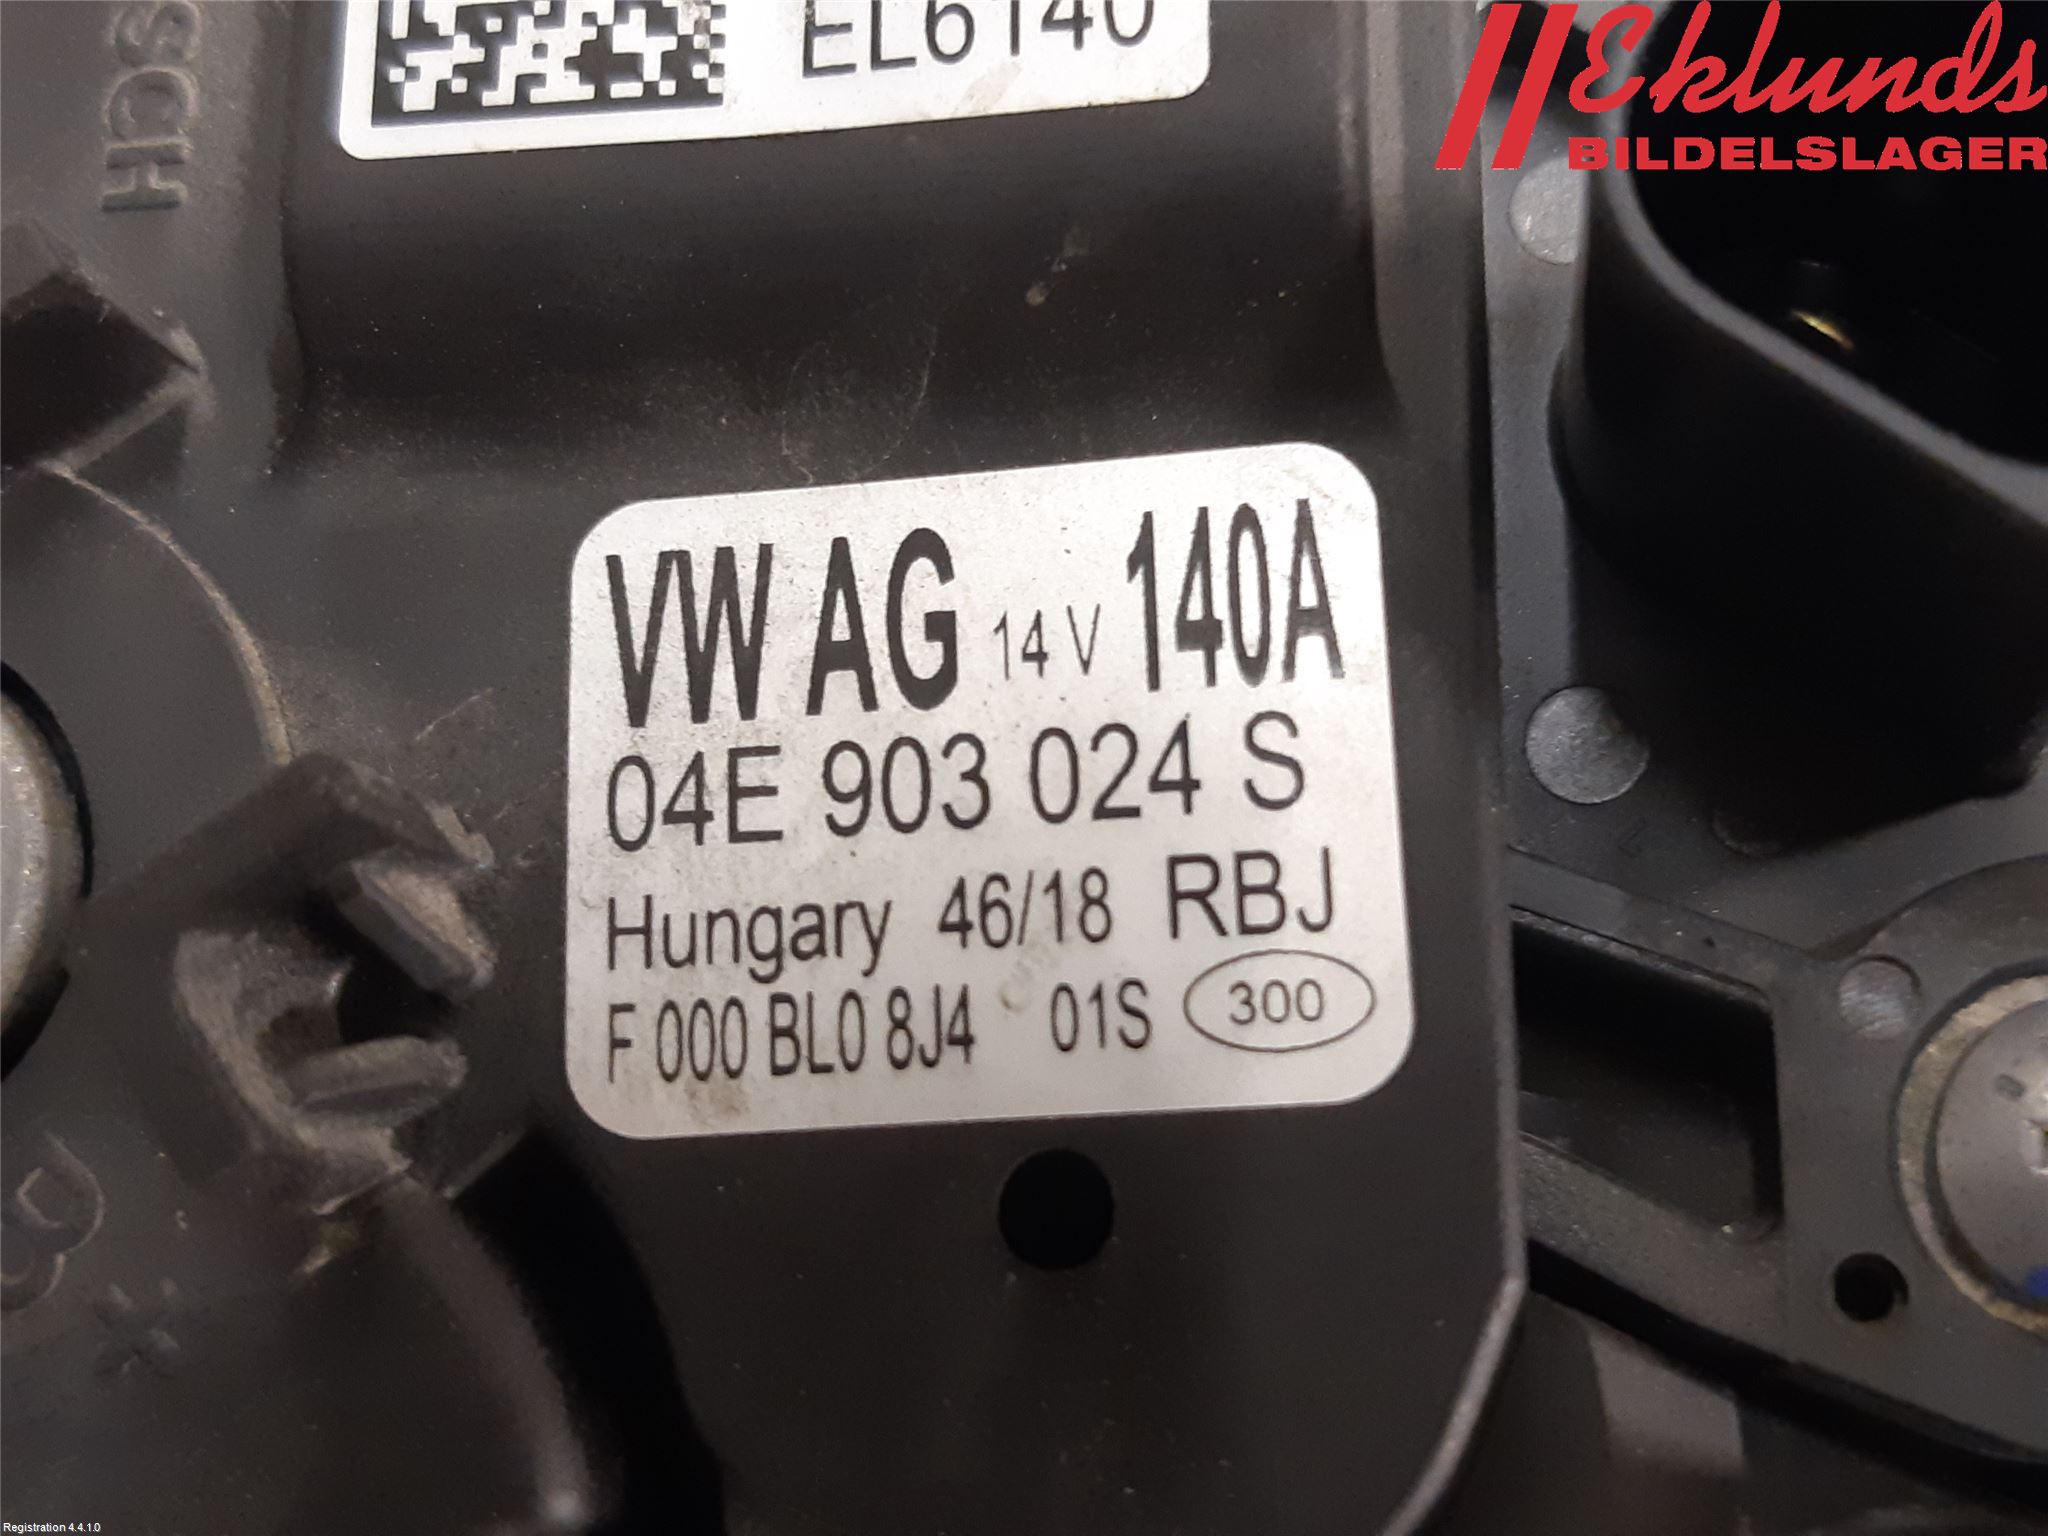 EL6140
Eklunds
BILDELSLAGER
VW AG 14 V 140A
04E 903 024 S
Hungary 46/18 RBJ
F 000 BL0 8J4 01S 300
Registration 4.4.1.0